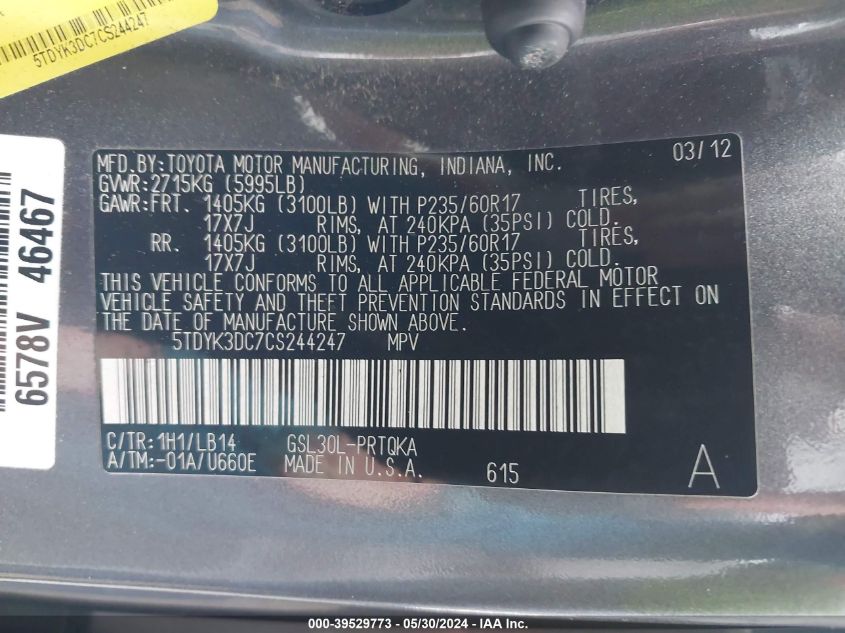 5TDYK3DC7CS244247
6578V 46467
MFD.BY:TOYOTA MOTOR MANUFACTURING, INDIANA, INC. 03/12
GVWR:2715KG (5995LB)
GAWR:FRT. 1405KG (3100LB) WITH P235/60R17 TIRES,
17X7J RIMS, AT 240KPA (35PSI) COLD.
RR. 1405KG (3100LB) WITH P235/60R17 TIRES,
17X7J RIMS, AT 240KPA (35PSI) COLD.
THIS VEHICLE CONFORMS TO ALL APPLICABLE FEDERAL MOTOR
VEHICLE SAFETY AND THEFT PREVENTION STANDARDS IN EFFECT ON
THE DATE OF MANUFACTURE SHOWN ABOVE.
5TDYK3DC7CS244247 MPV
C/TR:1H1/LB14 GSL30L-PRTQKA
A/TM:-01A/U660E MADE IN U.S.A. 615 A
000-39529773 - 05/30/2024 - IAA Inc.